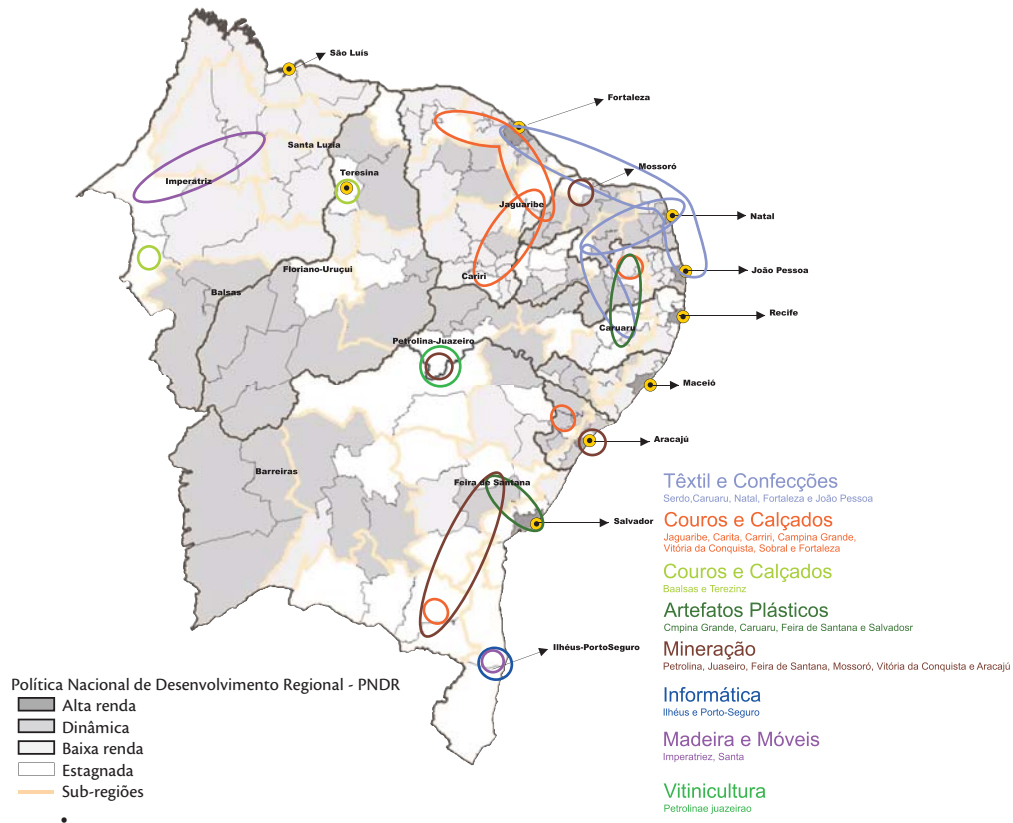 São Luís
Fortaleza
Santa Luzia
Mossoró
Teresina
Imperatriz
Jaguaribe
Natal
Floriano-Uruçui
Cariri
João Pessoa
Balsas
Recife
Caruaru
Petrolina-Juazeiro
Maceió
Aracajú
Barreiras
Feira de Santana
Salvador
Ilhéus-PortoSeguro
Têxtil e Confecções
Serdo,Caruaru, Natal, Fortaleza e João Pessoa
Couros e Calçados
Jaguaribe, Carita, Carriri, Campina Grande,
Vitória da Conquista, Sobral e Fortaleza
Couros e Calçados
Baalsas e Terezinz
Artefatos Plásticos
Cmpina Grande, Caruaru, Feira de Santana e Salvadosr
Mineração
Petrolina, Juaseiro, Feira de Santana, Mossoró, Vitória da Conquista e Aracajú
Informática
Ilhéus e Porto-Seguro
Madeira e Móveis
Imperatriez, Santa
Vitinicultura
Petrolinae juazeirao
Política Nacional de Desenvolvimento Regional - PNDR
Alta renda
Dinâmica
Baixa renda
Estagnada
Sub-regiões